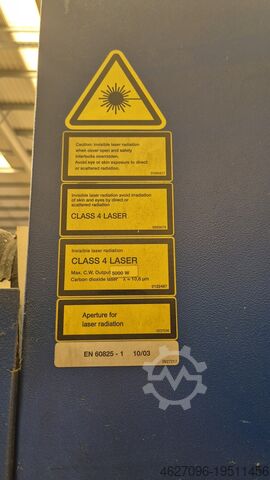 Caution: Invisible laser radiation
when cover open and safety
interlocks overridden.
Avoid eye or skin exposure to direct
or scattered radiation.
Invisible laser radiation avoid irradiation
of skin and eyes by direct or
scattered radiation
CLASS 4 LASER
Invisible laser radiation
CLASS 4 LASER
Max. C.W. Output 5000 W
Carbon dioxide laser λ = 10,6 µm
Aperture for
laser radiation
EN 60825 - 1 10/03
4627096-19511456